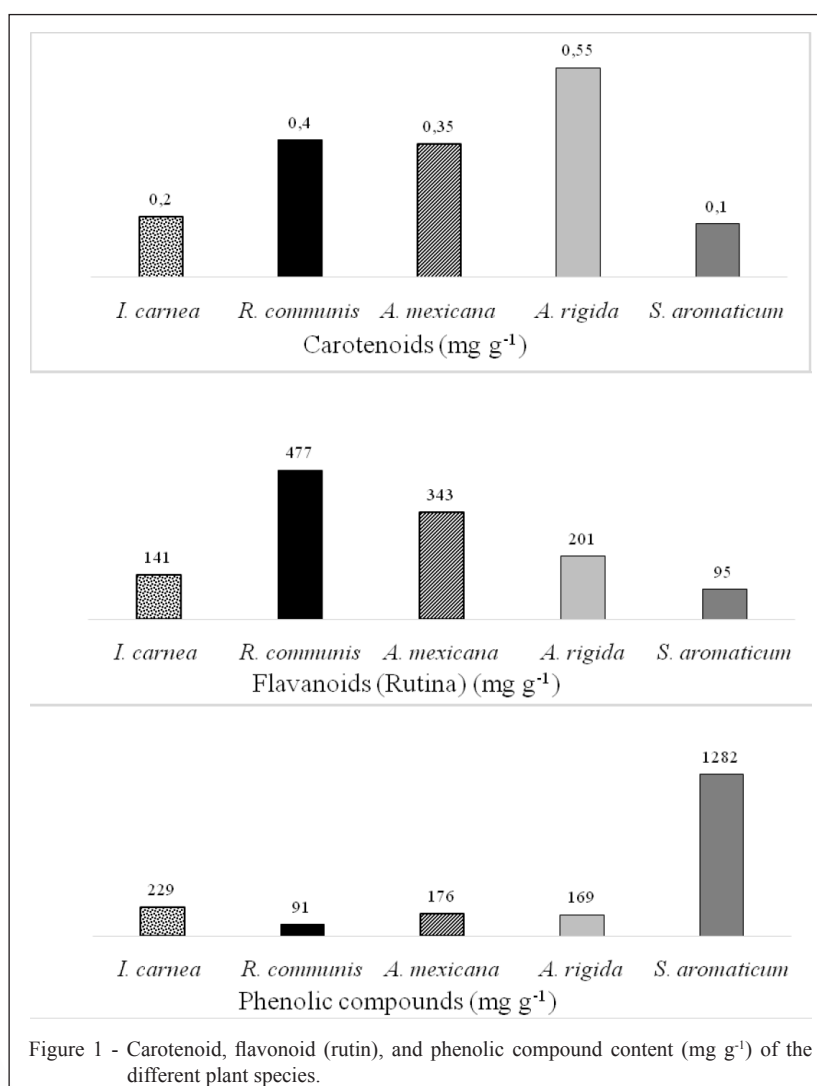 0,55
0,4
0,35
0,2
0,1
I. carnea R. communis A. mexicana A. rigida S. aromaticum
Carotenoids (mg g-1)
477
343
201
141
95
I. carnea R. communis A. mexicana A. rigida S. aromaticum
Flavanoids (Rutina) (mg g-1)
1282
229
176
169
91
I. carnea R. communis A. mexicana A. rigida S. aromaticum
Phenolic compounds (mg g-1)
Figure 1 - Carotenoid, flavonoid (rutin), and phenolic compound content (mg g-1) of the
different plant species.